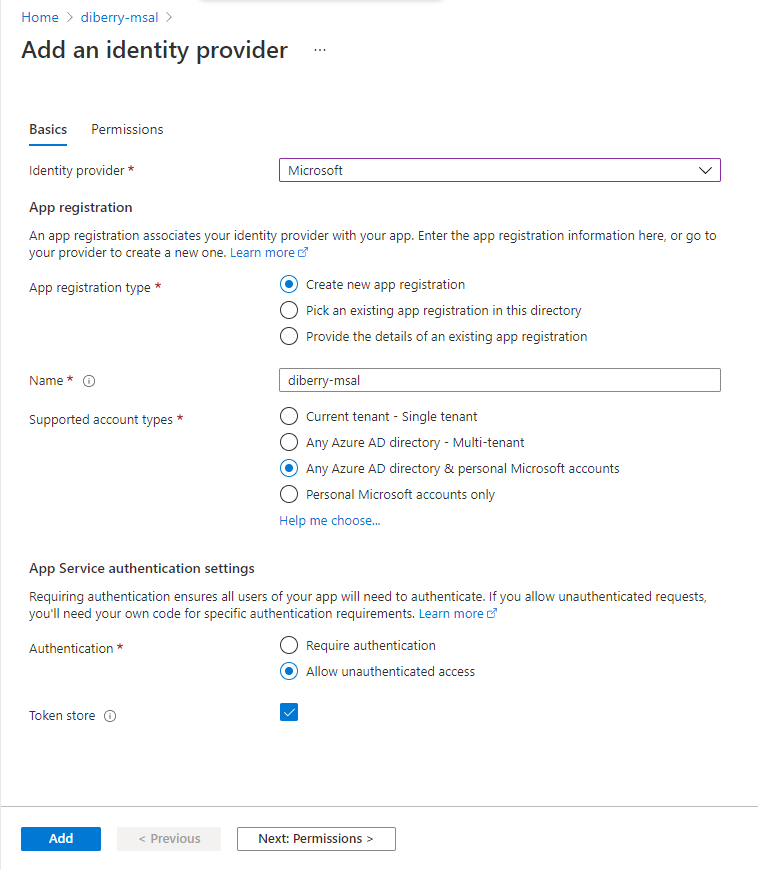 Home > diberry-msal >
Add an identity provider ...
Basics Permissions
Identity provider * Microsoft
App registration
An app registration associates your identity provider with your app. Enter the app registration information here, or go to
your provider to create a new one. Learn more
App registration type * Create new app registration
Pick an existing app registration in this directory
Provide the details of an existing app registration
Name * diberry-msal
Supported account types * Current tenant - Single tenant
Any Azure AD directory - Multi-tenant
Any Azure AD directory & personal Microsoft accounts
Personal Microsoft accounts only
Help me choose...
App Service authentication settings
Requiring authentication ensures all users of your app will need to authenticate. If you allow unauthenticated requests,
you'll need your own code for specific authentication requirements. Learn more
Authentication * Require authentication
Allow unauthenticated access
Token store
Add < Previous Next: Permissions >